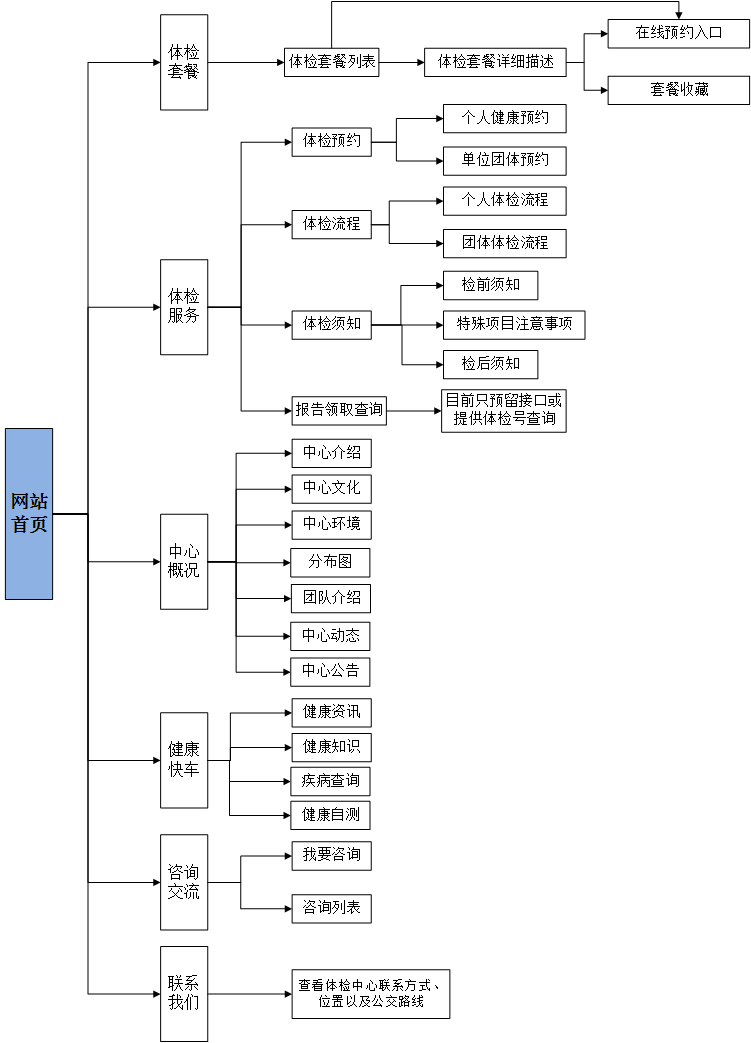 网站
首页
体检
套餐
体检套餐列表
体检套餐详细描述
在线预约入口
套餐收藏
体检
服务
体检预约
个人健康预约
单位团体预约
体检流程
个人体检流程
团体体检流程
体检须知
检前须知
特殊项目注意事项
检后须知
报告领取查询
目前只预留接口或
提供体检号查询
中心
概况
中心介绍
中心文化
中心环境
分布图
团队介绍
中心动态
中心公告
健康
快车
健康资讯
健康知识
疾病查询
健康自测
咨询
交流
我要咨询
咨询列表
联系
我们
查看体检中心联系方式、
位置以及公交路线